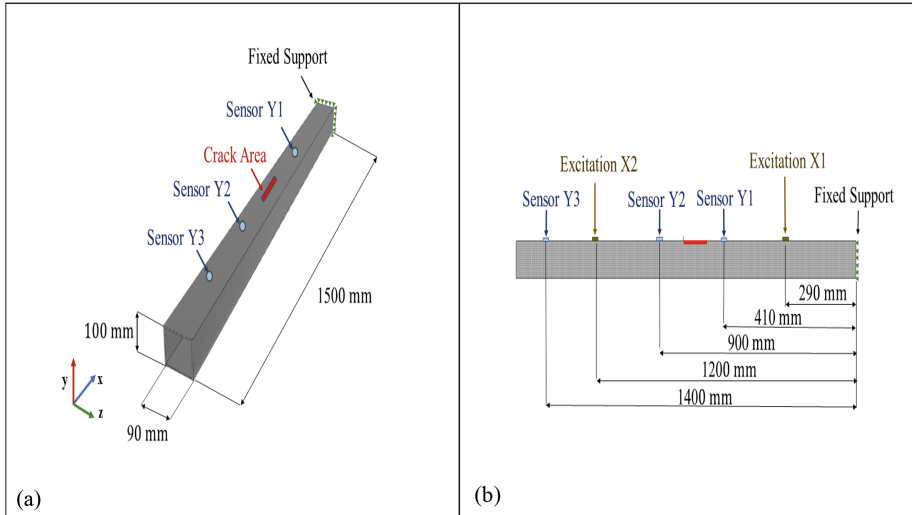 Fixed Support
Sensor Y1
Crack Area
Sensor Y2
Sensor Y3
1500 mm
100 mm
90 mm
y
x
z
(a)
Excitation X2
Excitation X1
Sensor Y3
Sensor Y2
Sensor Y1
Fixed Support
290 mm
410 mm
900 mm
1200 mm
1400 mm
(b)